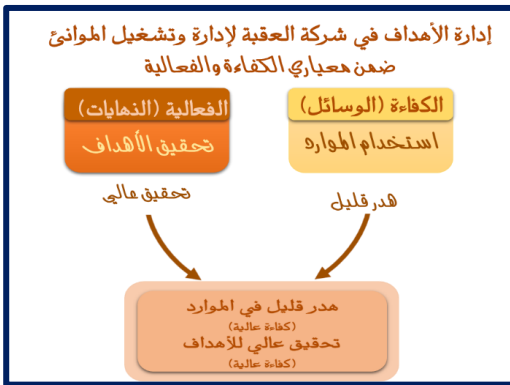 إدارة الأهداف في شركة العقبة لإدارة وتشغيل الموانئ
ضمن معياري الكفاءة والفعالية
الكفاءة (الوسائل)
استخدام الموارد
الفعالية (النهايات)
تحقيق الأهداف
هدر قليل
تحقيق عالي
هدر قليل في الموارد
(كفاءة عالية)
تحقيق عالي للأهداف
(كفاءة عالية)